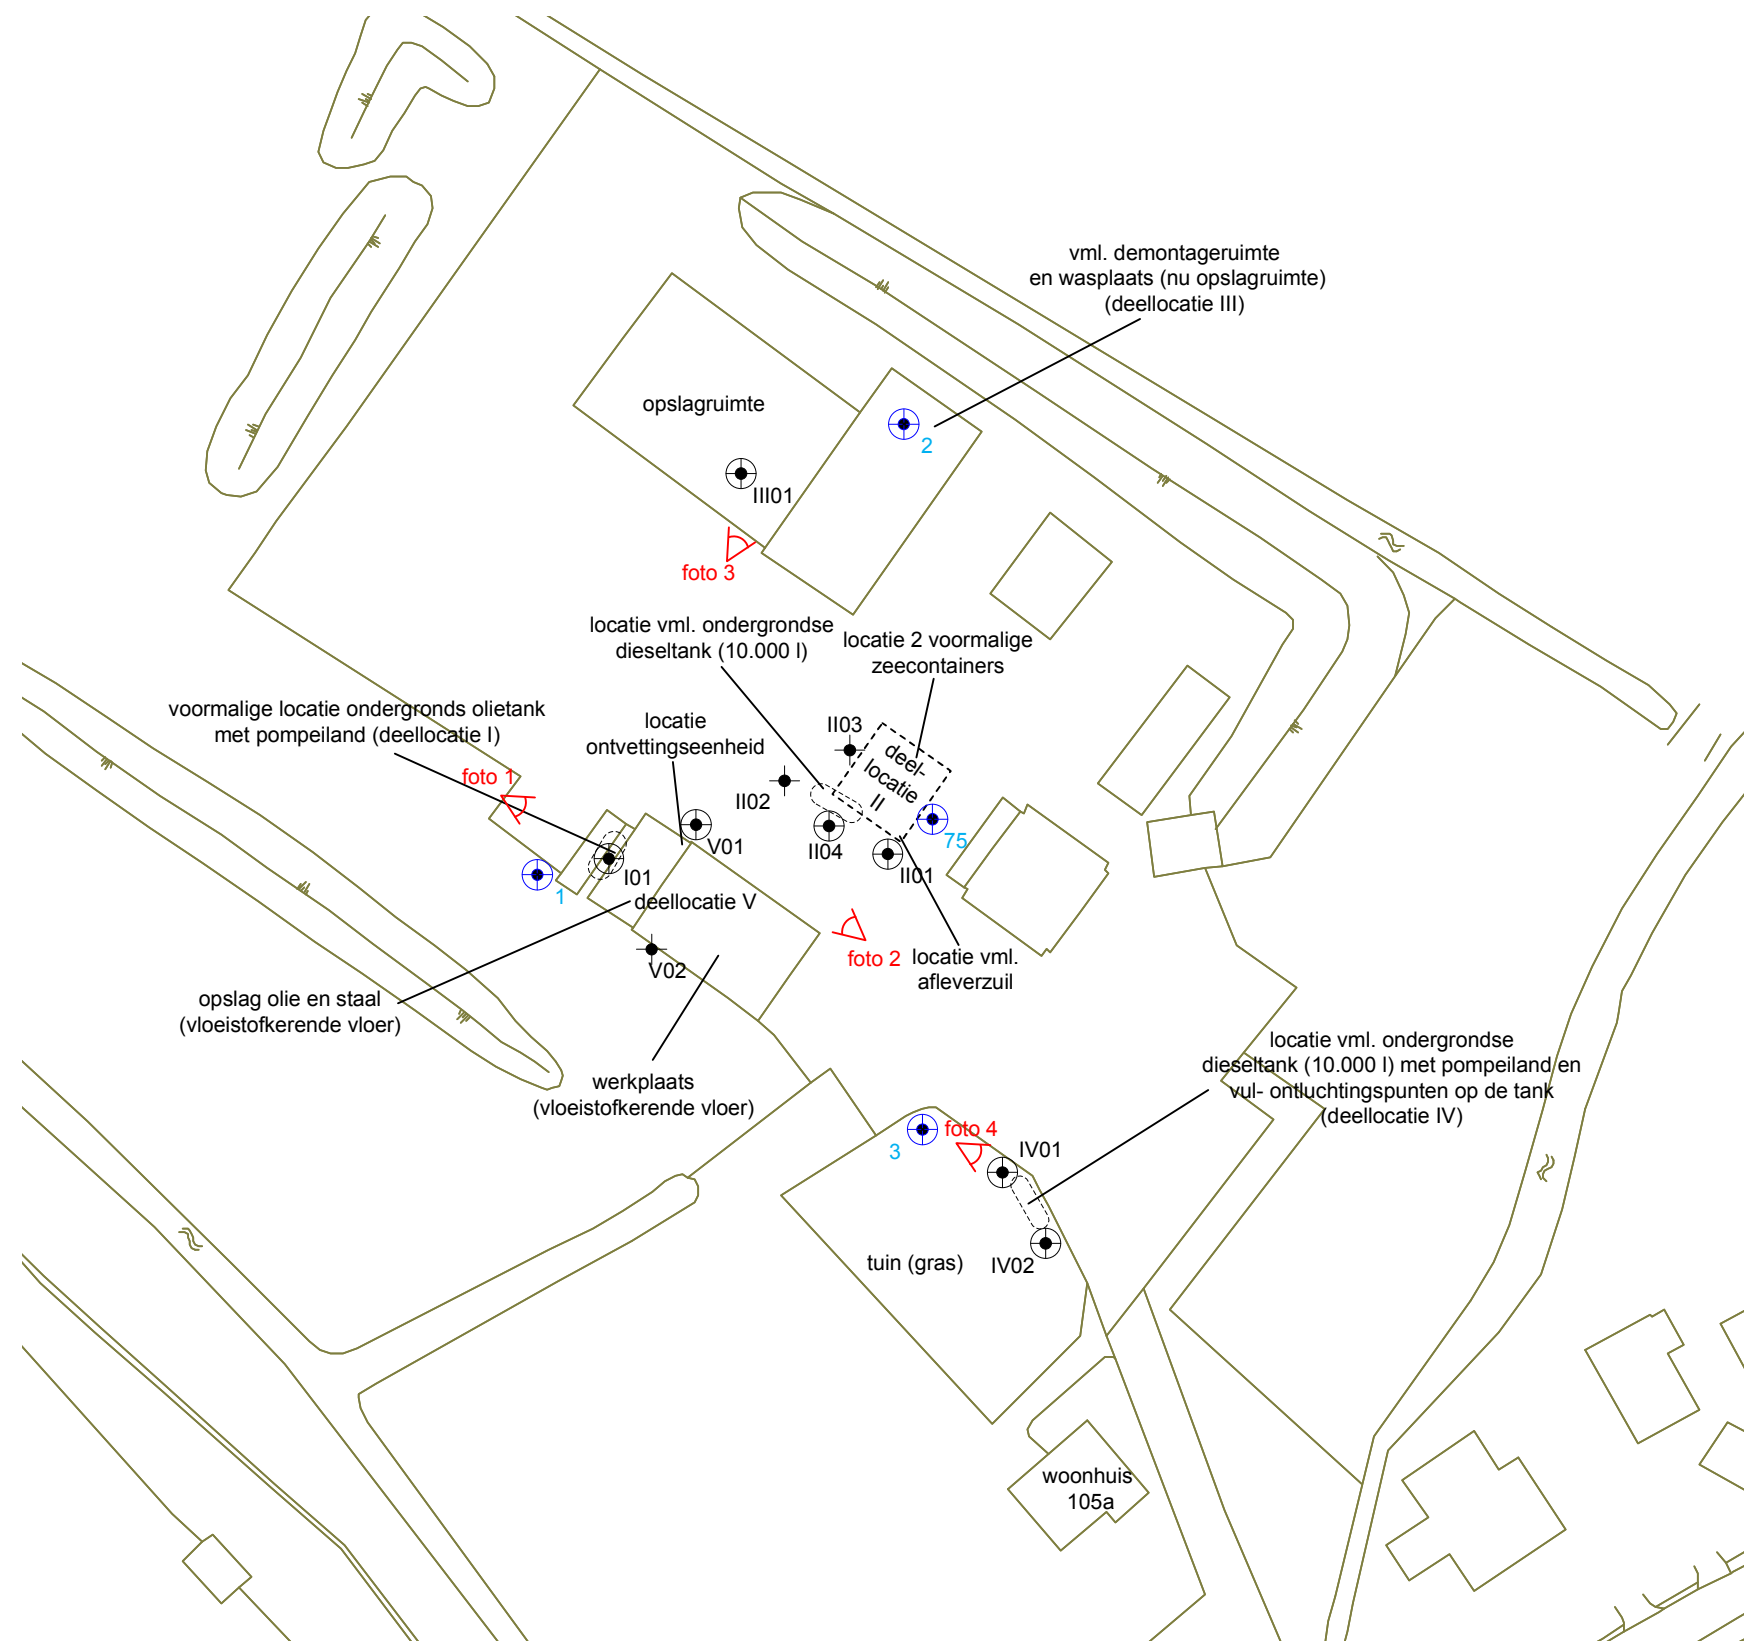 vml. demontageruimte
en wasplaats (nu opslagruimte)
(deellocatie III)
opslagruimte
2
III01
foto 3
locatie vml. ondergrondse
dieseltank (10.000 l)
locatie 2 voormalige
zeecontainers
voormalige locatie ondergronds olietank
met pompeiland (deellocatie I)
locatie
ontvettingseenheid
II03
deel-
locatie
II
foto 1
II02
V01
II04
75
II01
I01
1
deellocatie V
foto 2
V02
locatie vml.
afleverzuil
opslag olie en staal
(vloeistofkerende vloer)
werkplaats
(vloeistofkerende vloer)
locatie vml. ondergrondse
dieseltank (10.000 l) met pompeiland en
vul- ontluchtingspunten op de tank
(deellocatie IV)
foto 4
3
IV01
tuin (gras)
IV02
woonhuis
105a